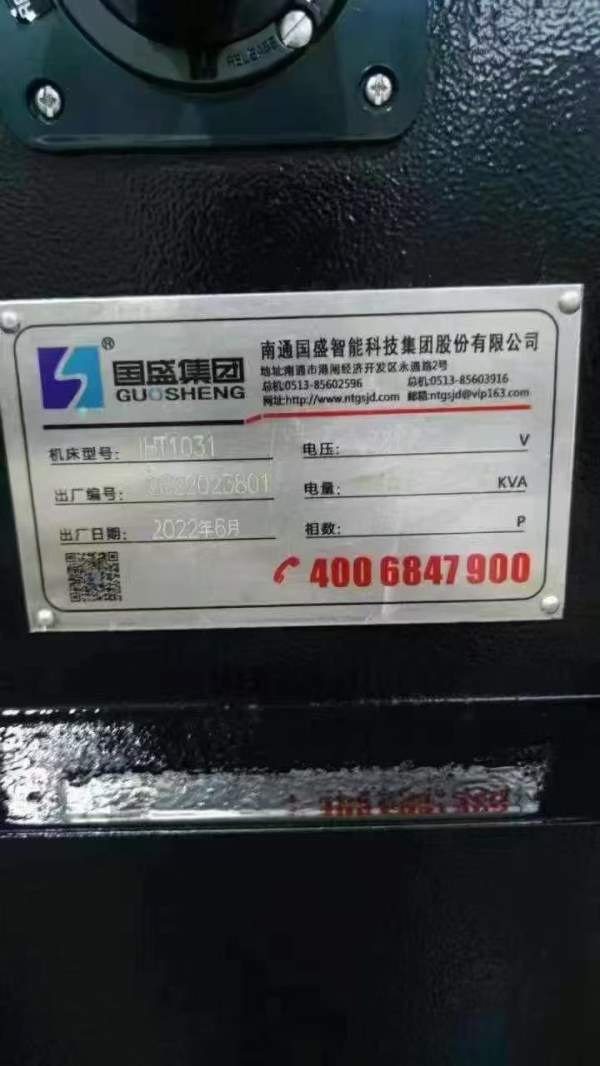 国盛集团
GUOSHENG
®
南通国盛智能科技集团股份有限公司
地址:南通市港闸经济开发区永通路2号
总机:0513-85602596 总机:0513-85603916
网址:http://www.ntgsjd.com 邮箱:ntgsjd@vip163.com
机床型号: IHT1031 电压: V
出厂编号: 电量: KVA
出厂日期: 2022年6月 相数: P
400 6847 900